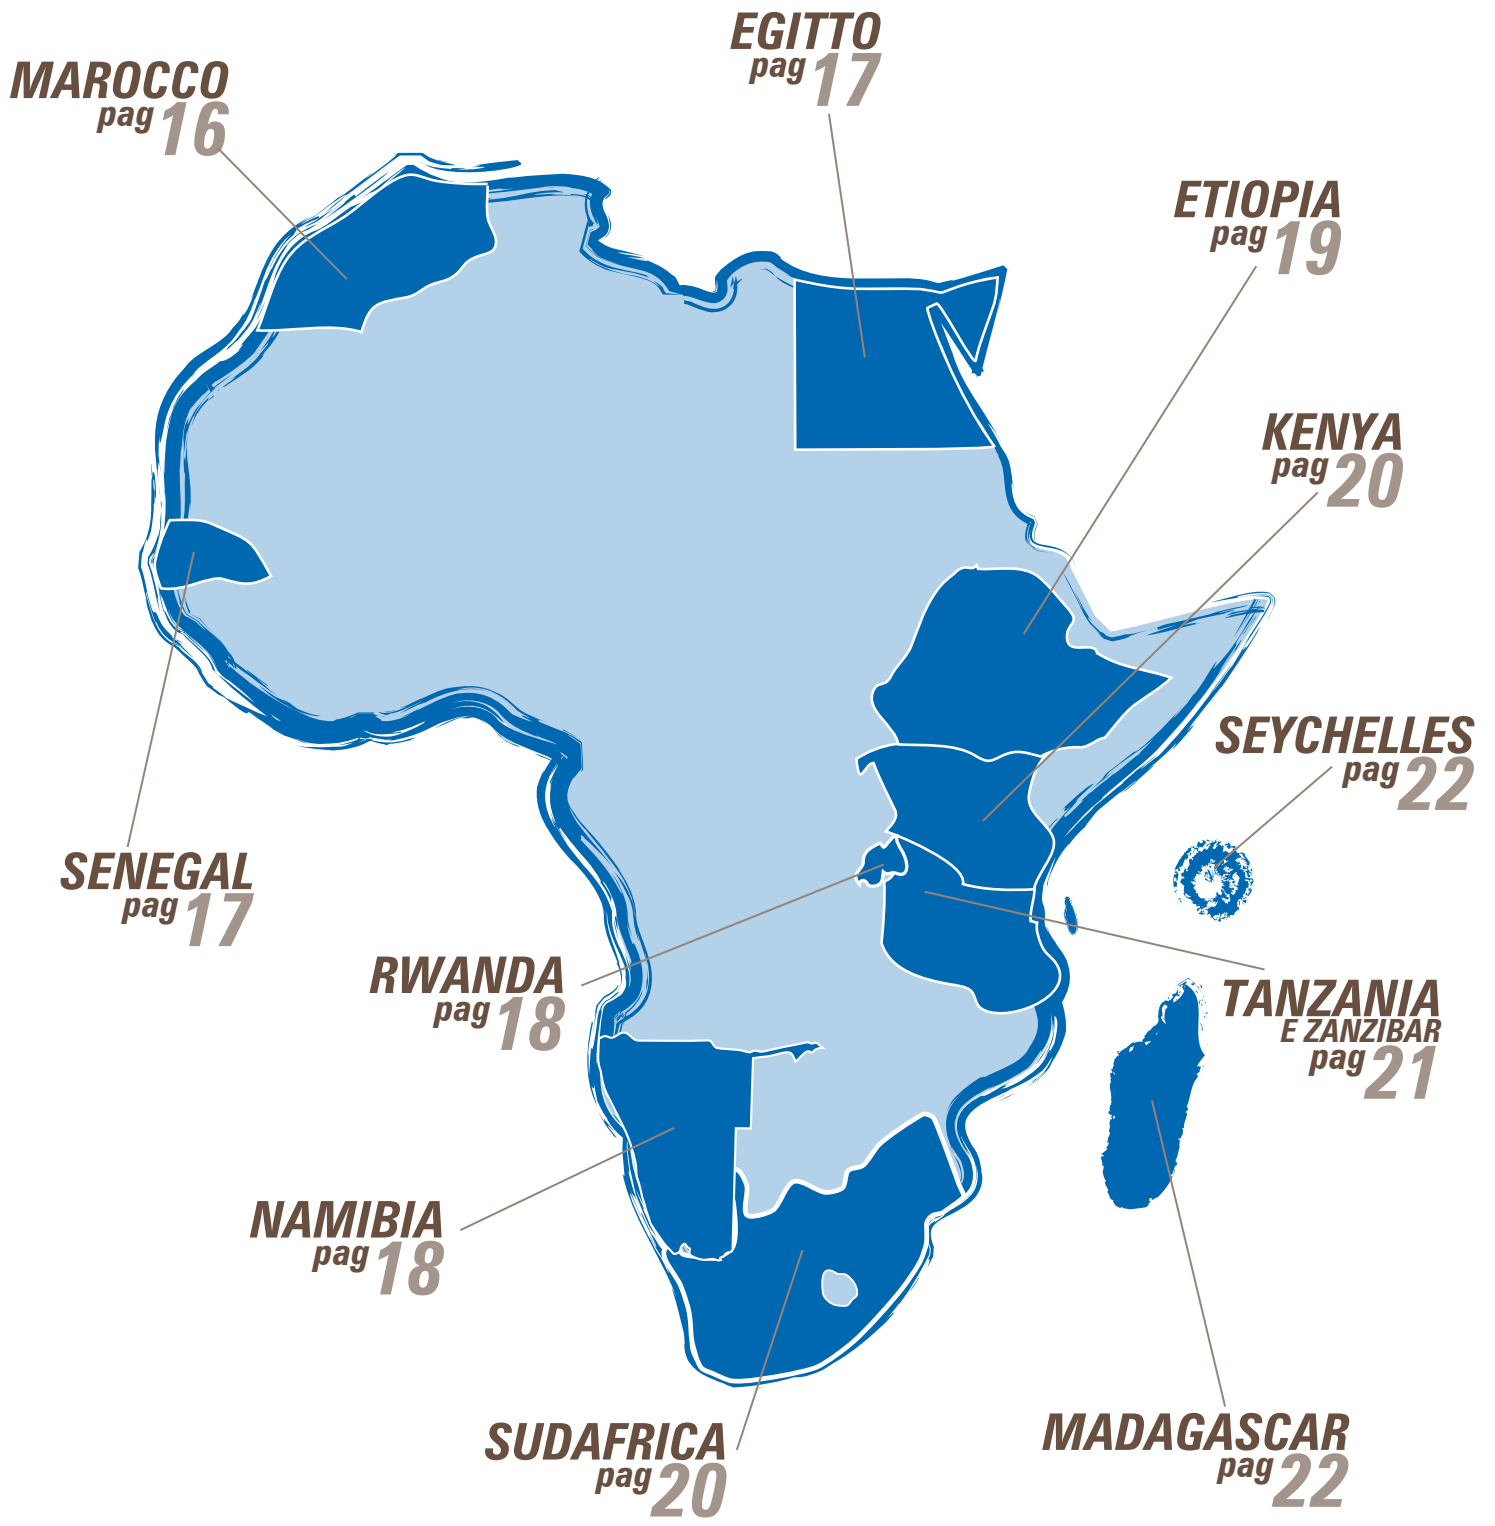 EGITTO
pag 17
MAROCCO
pag 16
ETIOPIA
pag 19
KENYA
pag 20
SEYCHELLES
pag 22
SENEGAL
pag 17
RWANDA
pag 18
TANZANIA
E ZANZIBAR
pag 21
NAMIBIA
pag 18
SUDAFRICA
pag 20
MADAGASCAR
pag 22